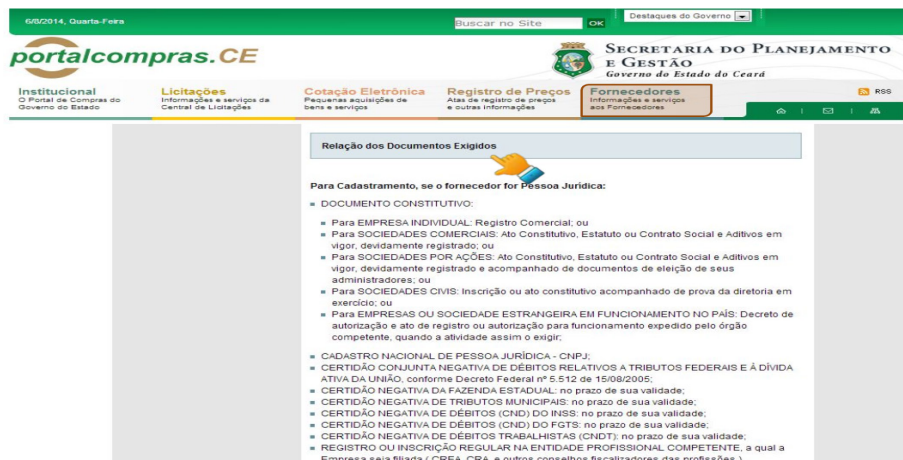 6/8/2014, Quarta-Feira
Buscar no Site
OK
Destaques do Governo
portalcompras.CE
SECRETARIA DO PLANEJAMENTO
E GESTÃO
Governo do Estado do Ceará
Institucional
O Portal de Compras do
Governo do Estado
Licitações
Informações e serviços da
Central de Licitações
Cotação Eletrônica
Pequenas aquisições de
bens e serviços
Registro de Preços
Atas de registro de preços
e outras Informações
Fornecedores
Informações e serviços
aos Fornecedores
RSS
Relação dos Documentos Exigidos
Para Cadastramento, se o fornecedor for Pessoa Jurídica:
DOCUMENTO CONSTITUTIVO:
Para EMPRESA INDIVIDUAL: Registro Comercial; ou
Para SOCIEDADES COMERCIAIS: Ato Constitutivo, Estatuto ou Contrato Social e Aditivos em
vigor, devidamente registrado; ou
Para SOCIEDADES POR AÇÕES: Ato Constitutivo, Estatuto ou Contrato Social e Aditivos em
vigor, devidamente registrado e acompanhado de documentos de eleição de seus
administradores; ou
Para SOCIEDADES CIVIS: Inscrição ou ato constitutivo acompanhado de prova da diretoria em
exercício; ou
Para EMPRESAS OU SOCIEDADE ESTRANGEIRA EM FUNCIONAMENTO NO PAÍS: Decreto de
autorização e ato de registro ou autorização para funcionamento expedido pelo órgão
competente, quando a atividade assim o exigir;
CADASTRO NACIONAL DE PESSOA JURÌDICA - CNPJ;
CERTIDÃO CONJUNTA NEGATIVA DE DÉBITOS RELATIVOS A TRIBUTOS FEDERAIS E À DÌVIDA
ATIVA DA UNIÃO, conforme Decreto Federal nº 5.512 de 15/08/2005;
CERTIDÃO NEGATIVA DA FAZENDA ESTADUAL: no prazo de sua validade;
CERTIDÃO NEGATIVA DE TRIBUTOS MUNICIPAIS: no prazo de sua validade;
CERTIDÃO NEGATIVA DE DÉBITOS (CND) DO INSS: no prazo de sua validade;
CERTIDÃO NEGATIVA DE DÉBITOS (CND) DO FGTS: no prazo de sua validade;
CERTIDÃO NEGATIVA DE DÉBITOS TRABALHISTAS (CNDT): no prazo de sua validade;
REGISTRO OU INSCRIÇÃO REGULAR NA ENTIDADE PROFISSIONAL COMPETENTE, a qual a
Empresa seja filiada ( CREA, CRA, e outros conselhos fiscalizadores das profissões )